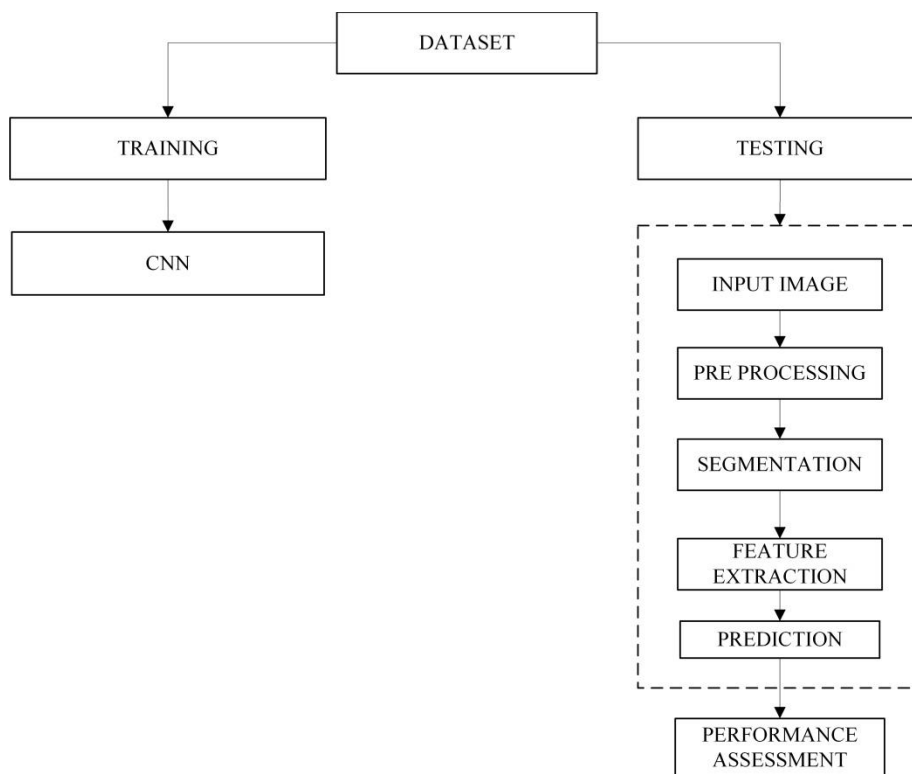 DATASET
TRAINING
TESTING
CNN
INPUT IMAGE
PRE PROCESSING
SEGMENTATION
FEATURE
EXTRACTION
PREDICTION
PERFORMANCE
ASSESSMENT